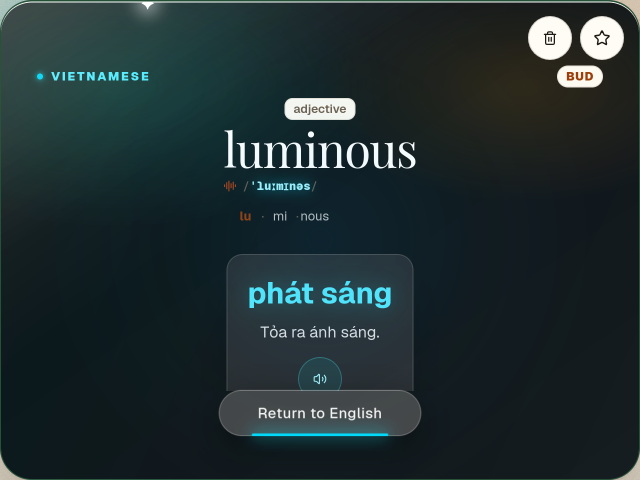 VIETNAMESE
BUD
adjective
luminous
/ˈluːmɪnəs/
lu · mi · nous
phát sáng
Tỏa ra ánh sáng.
Return to English